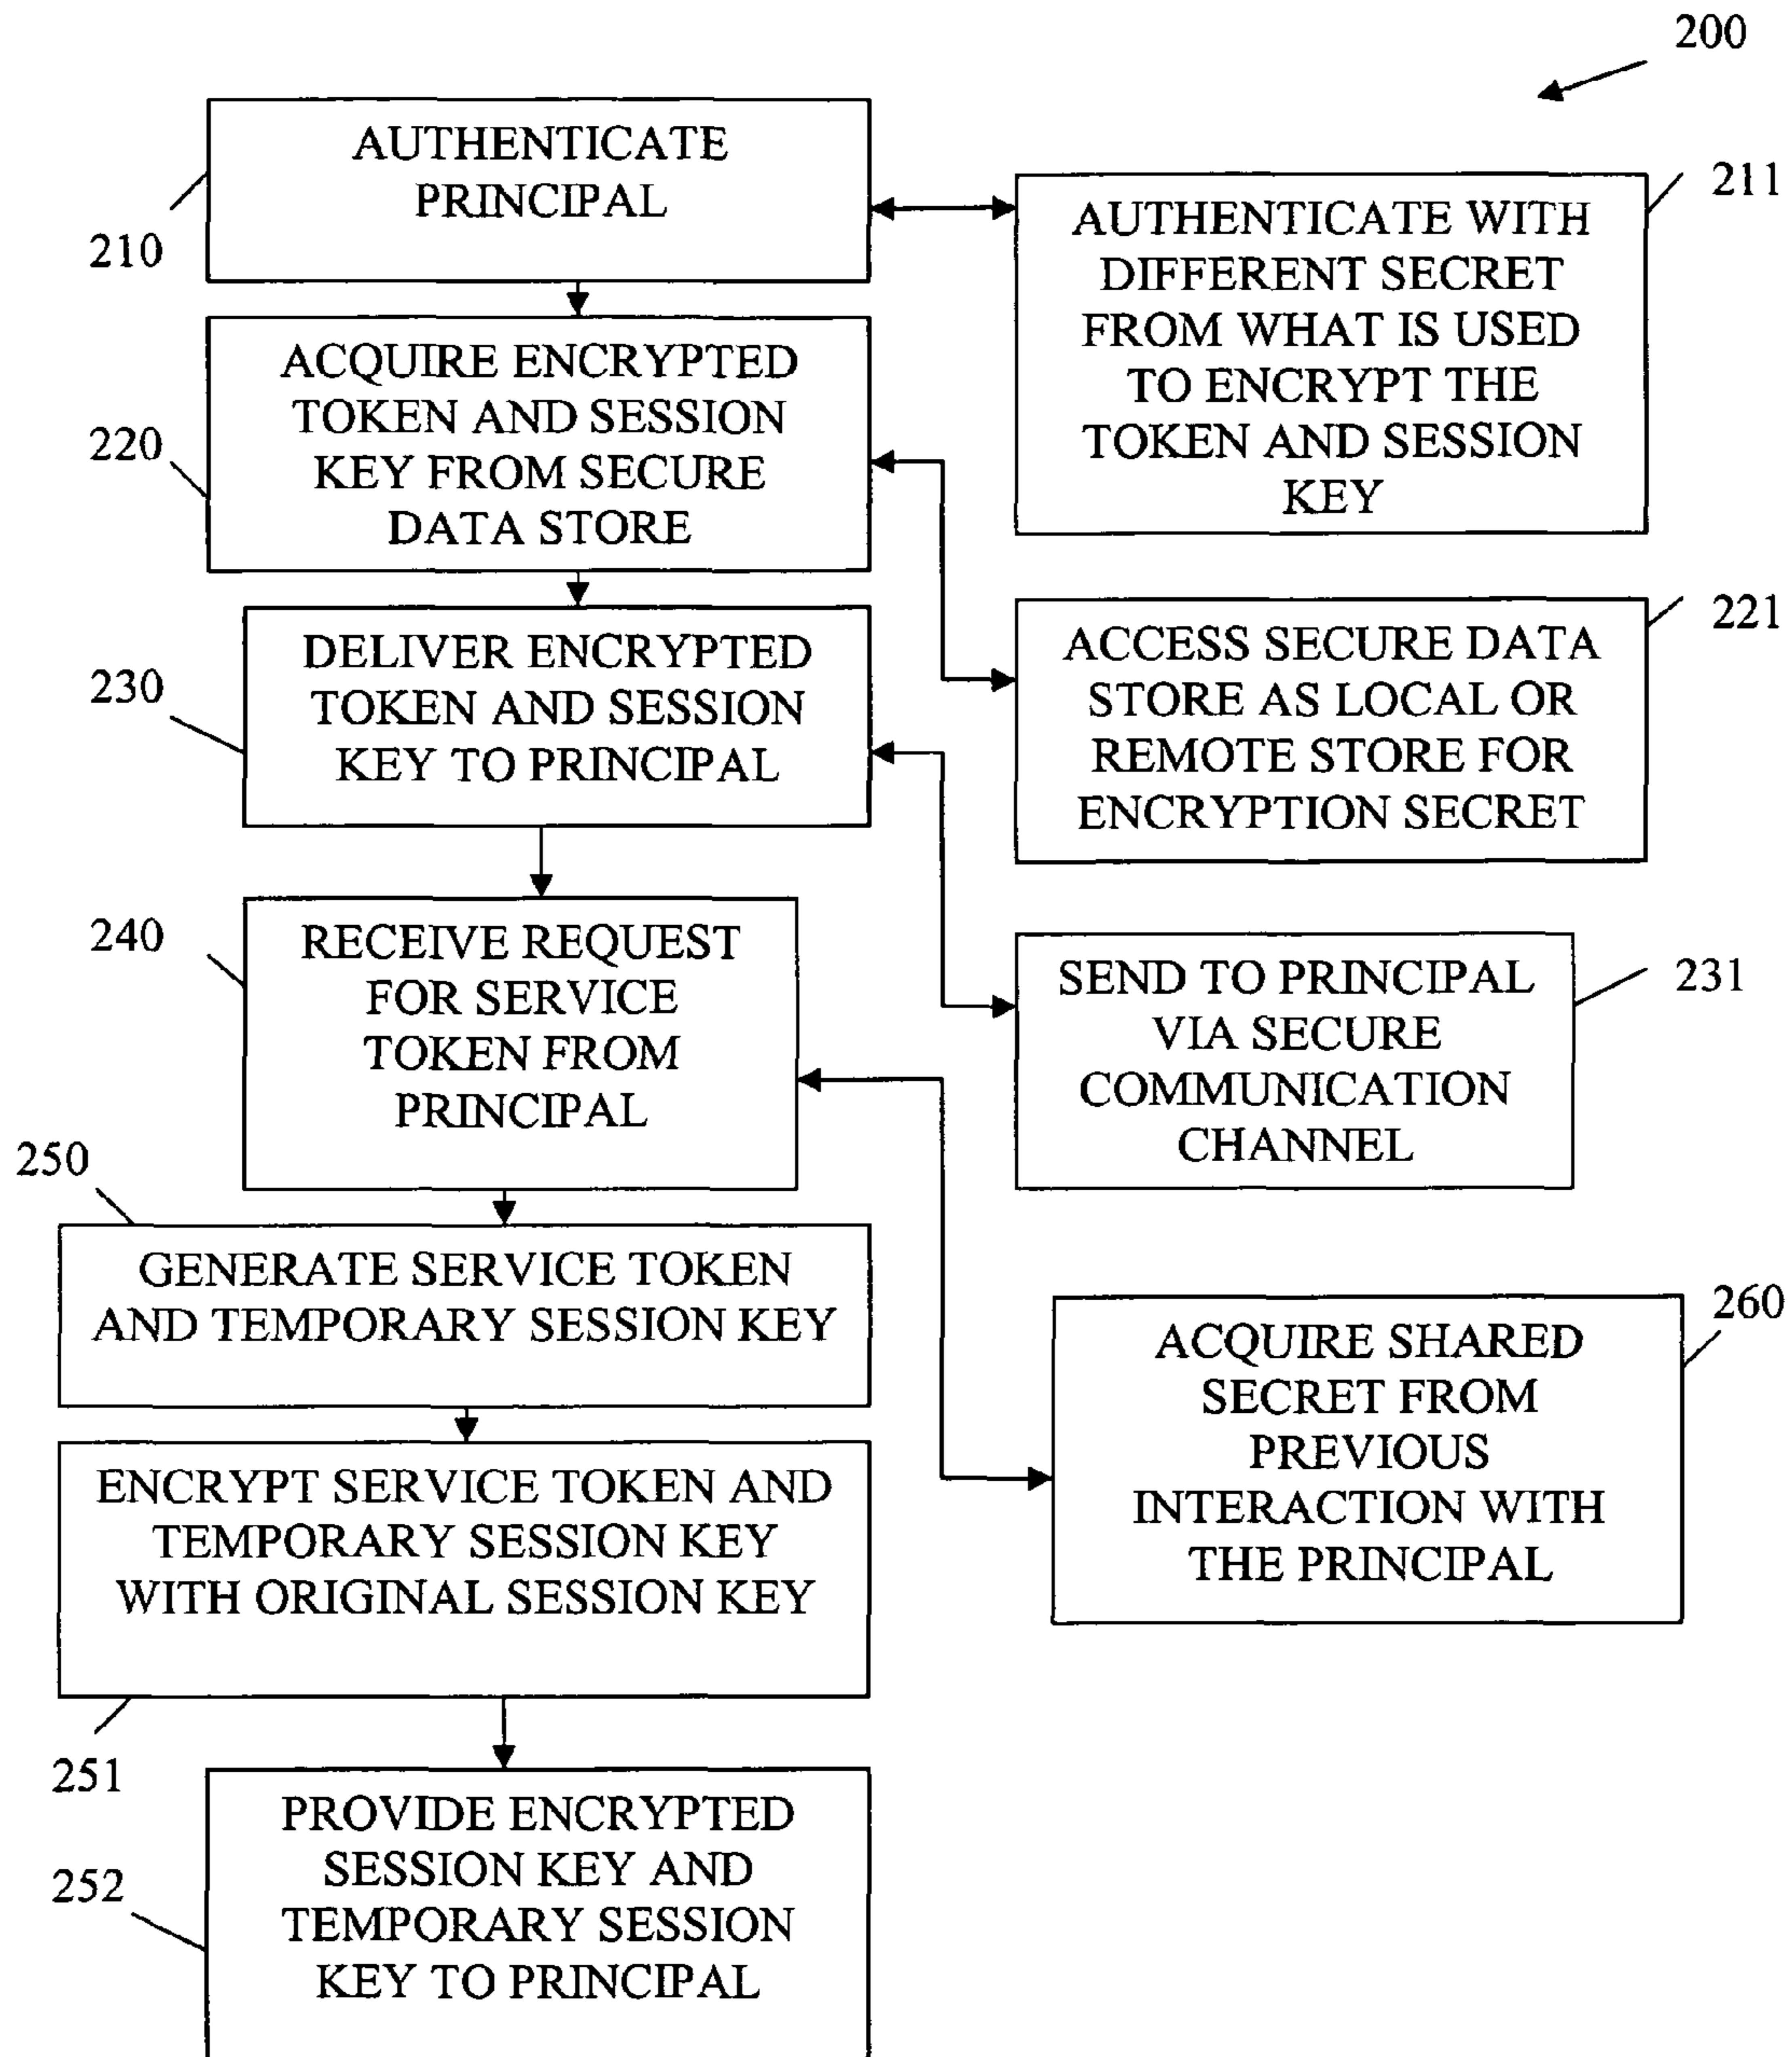 200
AUTHENTICATE
PRINCIPAL
210
AUTHENTICATE WITH
DIFFERENT SECRET
FROM WHAT IS USED
TO ENCRYPT THE
TOKEN AND SESSION
KEY
211
ACQUIRE ENCRYPTED
TOKEN AND SESSION
KEY FROM SECURE
DATA STORE
220
ACCESS SECURE DATA
STORE AS LOCAL OR
REMOTE STORE FOR
ENCRYPTION SECRET
221
DELIVER ENCRYPTED
TOKEN AND SESSION
KEY TO PRINCIPAL
230
SEND TO PRINCIPAL
VIA SECURE
COMMUNICATION
CHANNEL
231
RECEIVE REQUEST
FOR SERVICE
TOKEN FROM
PRINCIPAL
240
250
GENERATE SERVICE TOKEN
AND TEMPORARY SESSION KEY
ACQUIRE SHARED
SECRET FROM
PREVIOUS
INTERACTION WITH
THE PRINCIPAL
260
ENCRYPT SERVICE TOKEN AND
TEMPORARY SESSION KEY
WITH ORIGINAL SESSION KEY
251
PROVIDE ENCRYPTED
SESSION KEY AND
TEMPORARY SESSION
KEY TO PRINCIPAL
252